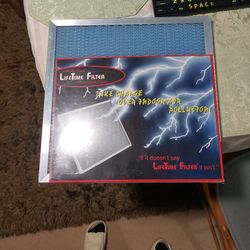 SPACE
LIFETIME FILTER
TAKE CHARGE
OVER INDOOR AIR
POLLUTION
"If it doesn't say
LIFETIME FILTER it isn't."